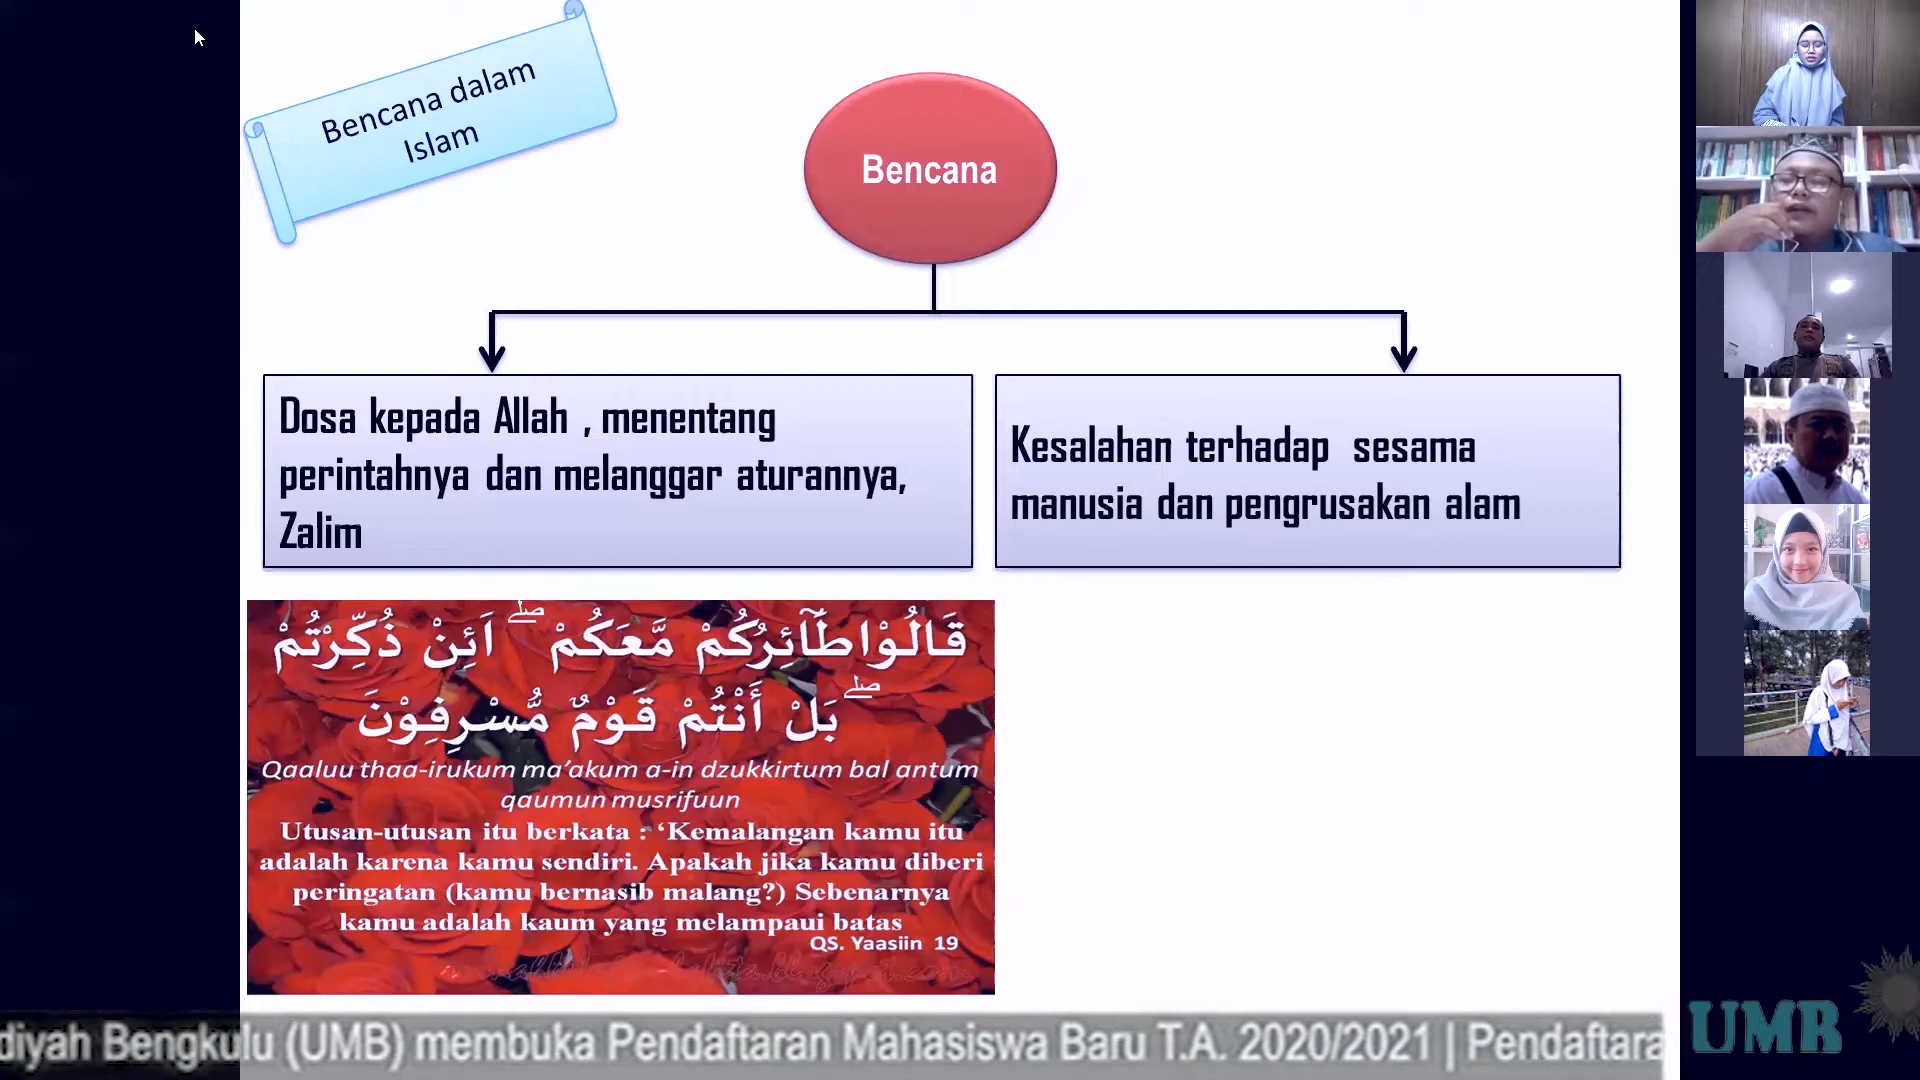 Bencana dalam
Islam
Bencana
Dosa kepada Allah , menentang
perintahnya dan melanggar aturannya,
Zalim
Kesalahan terhadap sesama
manusia dan pengrusakan alam
قَالُوْاطَآئِرُكُمْ مَّعَكُمْ ۖ اَئِنْ ذُكِّرْتُمْ
ۖ بَلْ أَنْتُمْ قَوْمٌ مُّسْرِفُوْنَ
Qaaluu thaa-irukum ma’akum a-in dzukkirtum bal antum
qaumun musrifuun
Utusan-utusan itu berkata : ‘Kemalangan kamu itu
adalah karena kamu sendiri. Apakah jika kamu diberi
peringatan (kamu bernasib malang?) Sebenarnya
kamu adalah kaum yang melampaui batas
QS. Yaasiin 19
diyah Bengkulu (UMB) membuka Pendaftaran Mahasiswa Baru T.A. 2020/2021 | Pendaftara
UMB